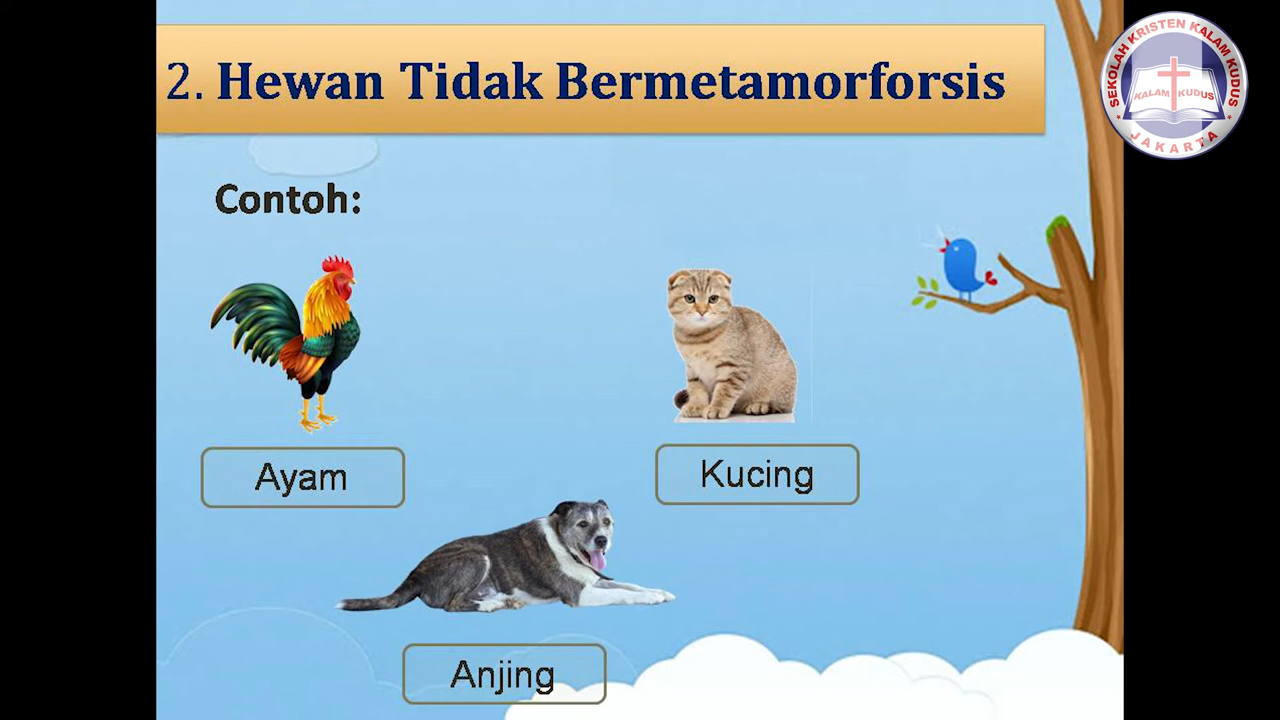 2. Hewan Tidak Bermetamorforsis
SEKOLAH KRISTEN KALAM KUDUS
KALAM KUDUS
JAKARTA
Contoh:
Ayam
Kucing
Anjing